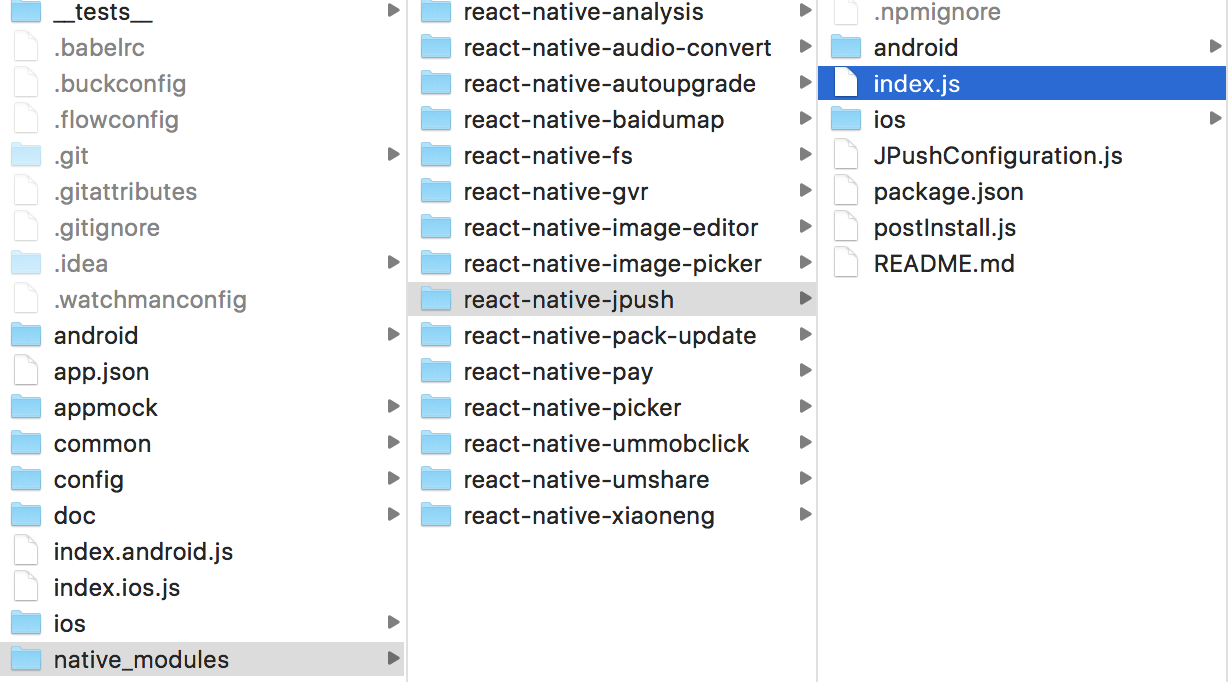 __tests__
.babelrc
.buckconfig
.flowconfig
.git
.gitattributes
.gitignore
.idea
.watchmanconfig
android
app.json
appmock
common
config
doc
index.android.js
index.ios.js
ios
native_modules
react-native-analysis
react-native-audio-convert
react-native-autoupgrade
react-native-baidumap
react-native-fs
react-native-gvr
react-native-image-editor
react-native-image-picker
react-native-jpush
react-native-pack-update
react-native-pay
react-native-picker
react-native-ummobclick
react-native-umshare
react-native-xiaoneng
.npmignore
android
index.js
ios
JPushConfiguration.js
package.json
postInstall.js
README.md